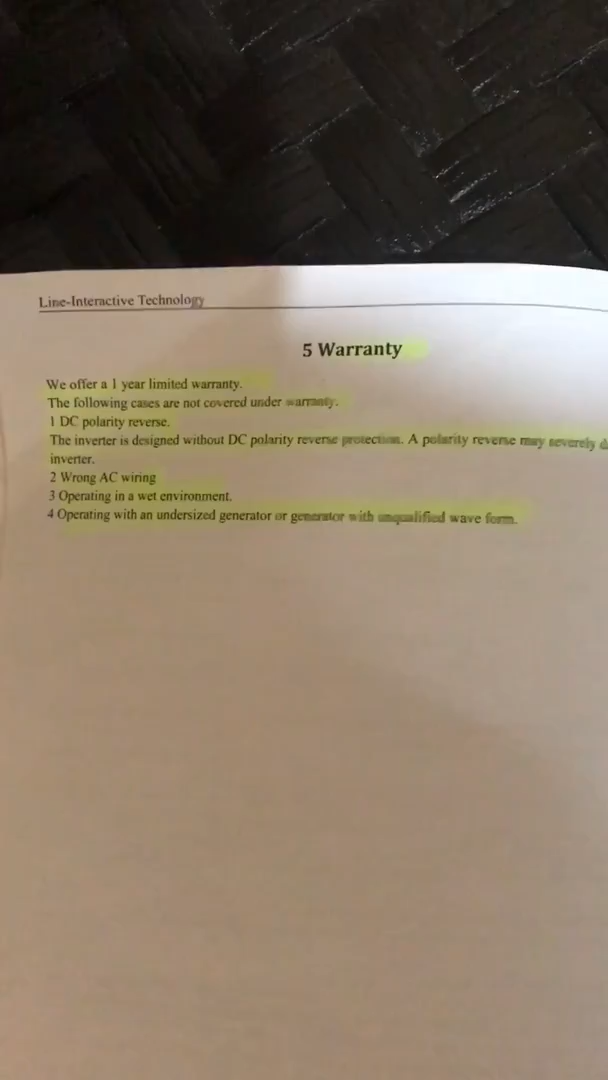 Line-Interactive Technology
5 Warranty
We offer a 1 year limited warranty.
The following cases are not covered under warranty.
1 DC polarity reverse.
The inverter is designed without DC polarity reverse protection. A polarity reverse may severely
inverter.
2 Wrong AC wiring
3 Operating in a wet environment.
4 Operating with an undersized generator or generator with unqualified wave form.